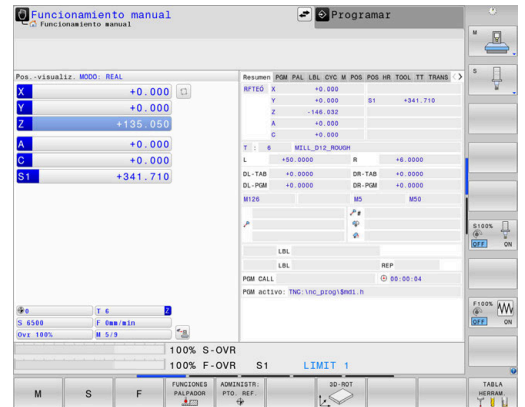 Funcionamiento manual
Funcionamiento manual
Programar
Pos.-visualiz. MODO: REAL
X +0.000
Y +0.000
Z +135.050
A +0.000
C +0.000
S1 +341.710
0 T 6 Z
S 6500 F 0mm/min
Ovr 100% M 5/9
Resumen PGM PAL LBL CYC M POS POS HR TOOL TT TRANS
RFTEÓ X +0.000
Y +0.000 S1 +341.710
Z -146.032
A +0.000
C +0.000
T : 6 MILL_D12_ROUGH
L +50.0000 R +6.0000
DL-TAB +0.0000 DR-TAB +0.0000
DL-PGM +0.0000 DR-PGM +0.0000
M126 M5 M50
#
LBL
LBL REP
PGM CALL 00:00:04
PGM activo: TNC:\nc_prog\$mdi.h
100% S-OVR
100% F-OVR S1 LIMIT 1
M
S
F
FUNCIONES PALPADOR
ADMINISTR: PTO. REF.
3D-ROT
TABLA HERRAM.
M
S
S100%
OFF ON
F100%
OFF ON